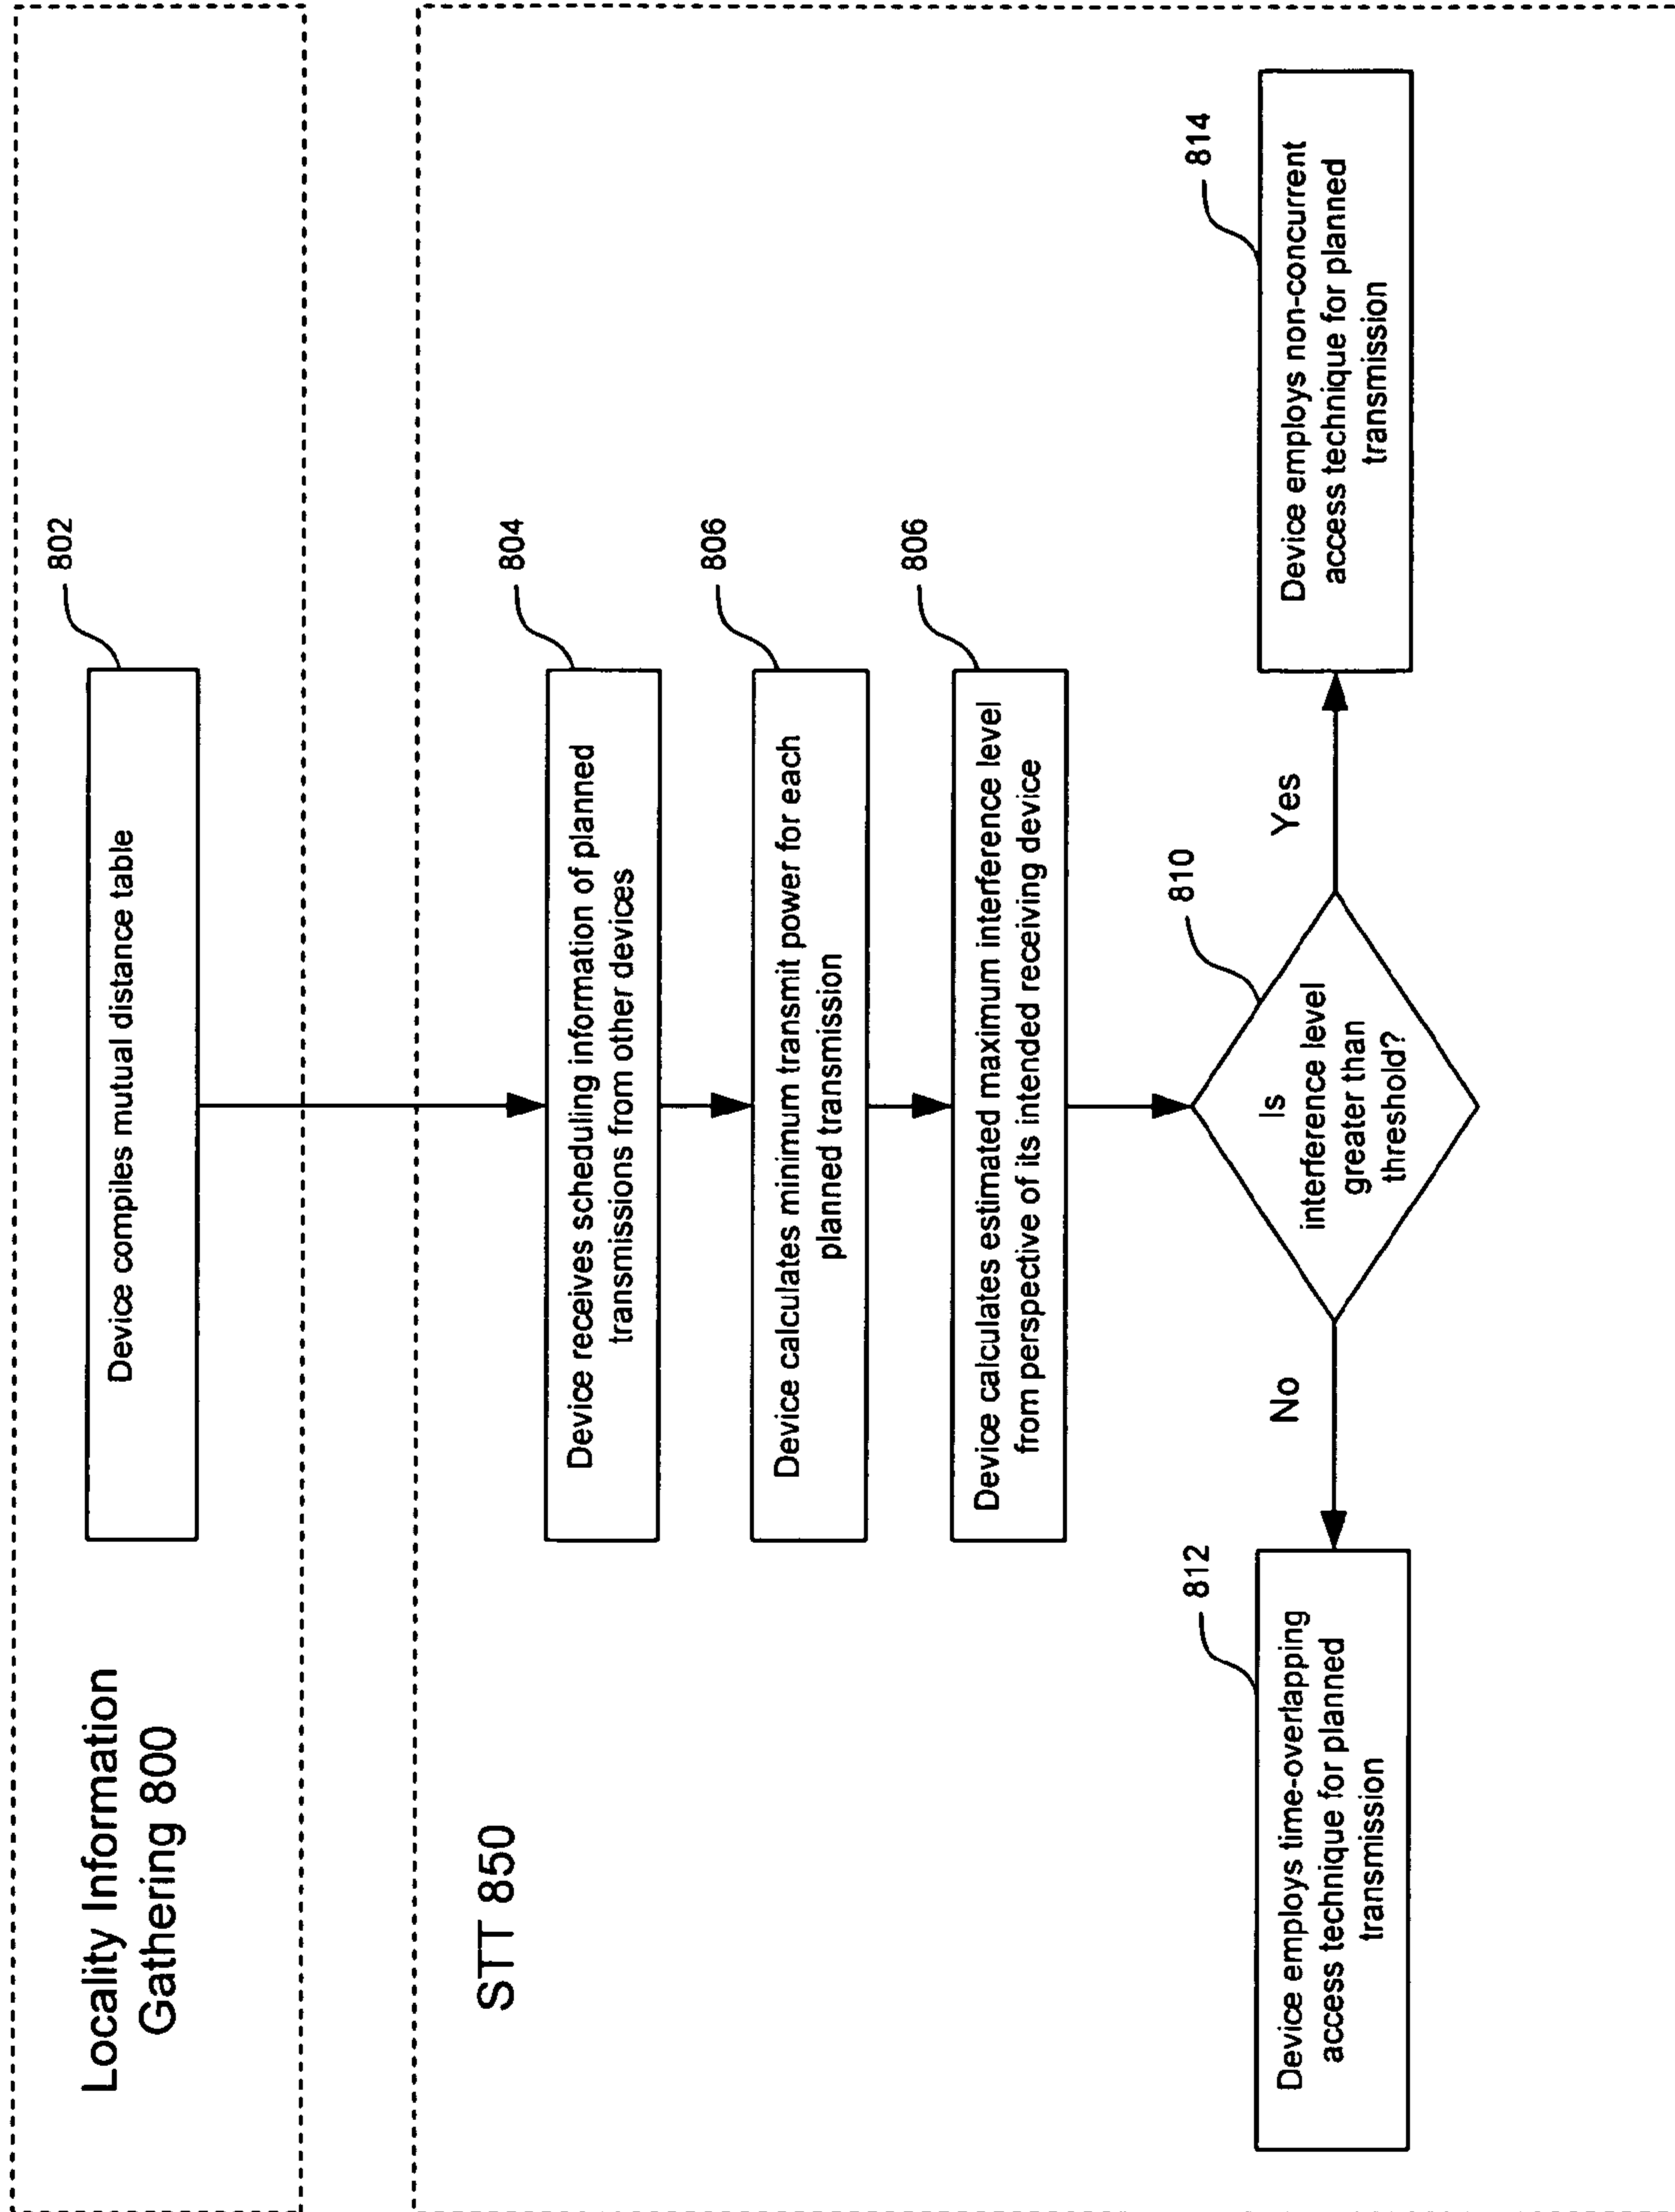 Locality Information
Gathering 800
802
Device compiles mutual distance table
STT 850
804
Device receives scheduling information of planned
transmissions from other devices
806
Device calculates minimum transmit power for each
planned transmission
806
Device calculates estimated maximum interference level
from perspective of its intended receiving device
810
Is
interference level
greater than
threshold?
No
Yes
812
Device employs time-overlapping
access technique for planned
transmission
814
Device employs non-concurrent
access technique for planned
transmission